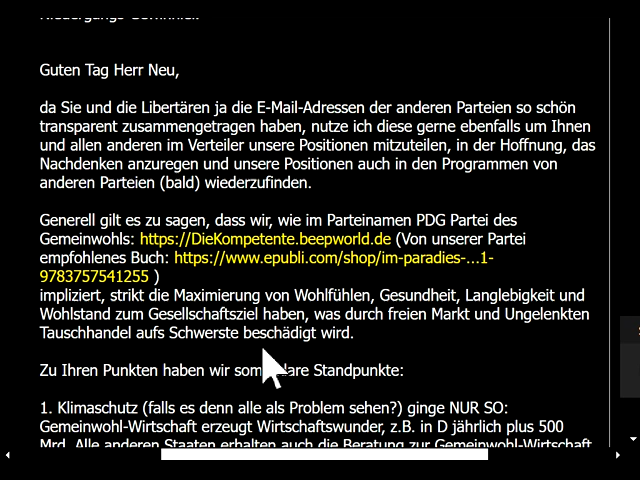 Guten Tag Herr Neu,
da Sie und die Libertären ja die E-Mail-Adressen der anderen Parteien so schön
transparent zusammengetragen haben, nutze ich diese gerne ebenfalls um Ihnen
und allen anderen im Verteiler unsere Positionen mitzuteilen, in der Hoffnung, das
Nachdenken anzuregen und unsere Positionen auch in den Programmen von
anderen Parteien (bald) wiederzufinden.
Generell gilt es zu sagen, dass wir, wie im Parteinamen PDG Partei des
Gemeinwohls: https://DieKompetente.beepworld.de (Von unserer Partei
empfohlenes Buch: https://www.epubli.com/shop/im-paradies-...1-
9783757541255 )
impliziert, strikt die Maximierung von Wohlfühlen, Gesundheit, Langlebigkeit und
Wohlstand zum Gesellschaftsziel haben, was durch freien Markt und Ungelenkten
Tauschhandel aufs Schwerste beschädigt wird.
Zu Ihren Punkten haben wir Standpunkte:
1. Klimaschutz (falls es denn alle als Problem sehen?) ginge NUR SO:
Gemeinwohl-Wirtschaft erzeugt Wirtschaftswunder, z.B. in D jährlich plus 500
Mrd. Alle anderen Staaten erhalten auch die Beratung zur Gemeinwohl-Wirtschaft